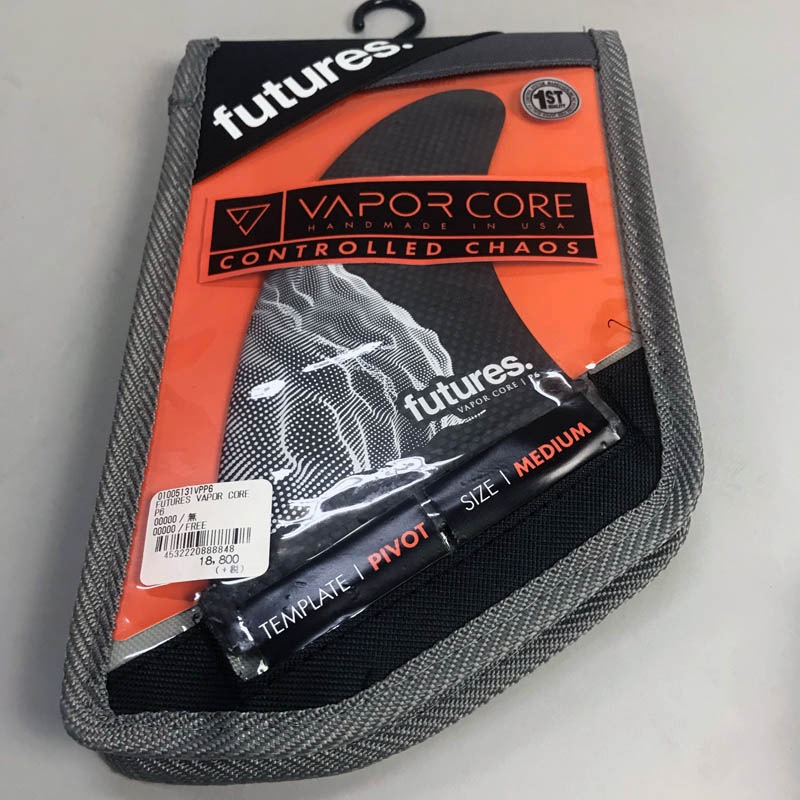 futures.
1ST
QUALITY
VAPOR CORE
HANDMADE IN USA
CONTROLLED CHAOS
futures.
VAPOR CORE | P6
SIZE | MEDIUM
TEMPLATE | PIVOT
01005131VPP6
FUTURES VAPOR CORE
P6
00000 / 無
00000 / FREE
4532220888848
18,800
(+税)